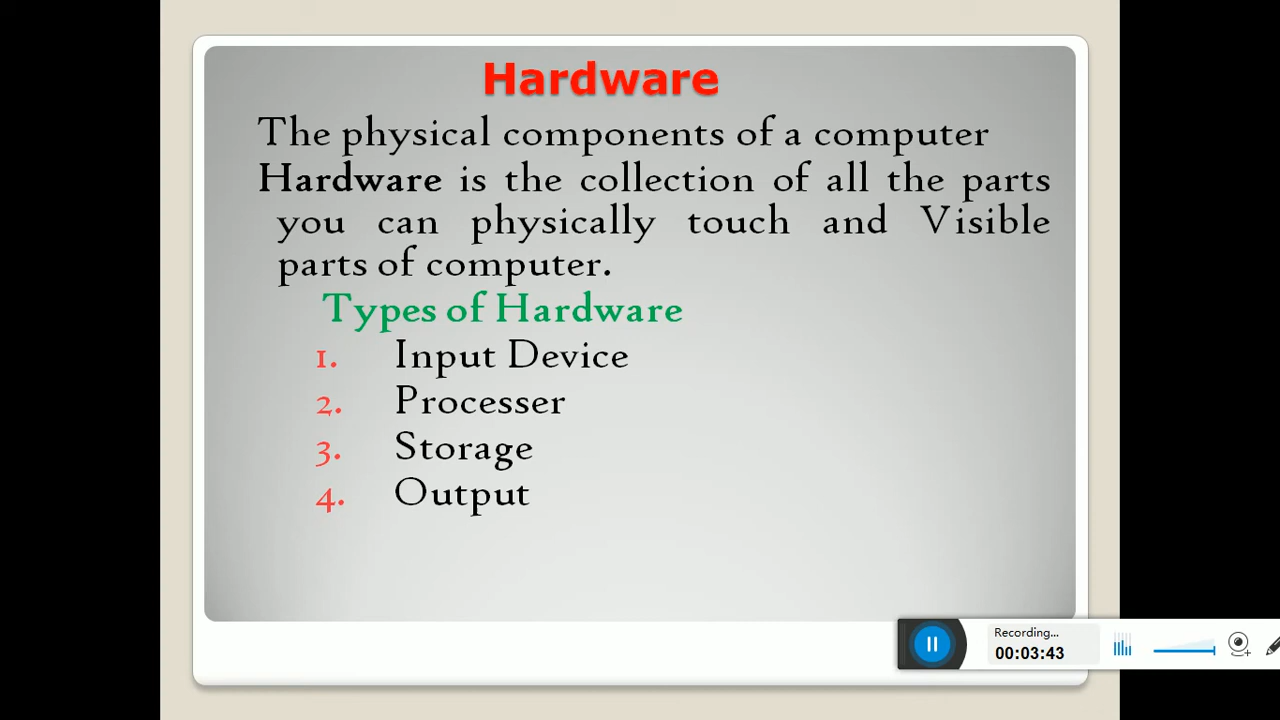 Hardware
The physical components of a computer
Hardware is the collection of all the parts
you can physically touch and Visible
parts of computer.
Types of Hardware
1. Input Device
2. Processer
3. Storage
4. Output
Recording...
00:03:43